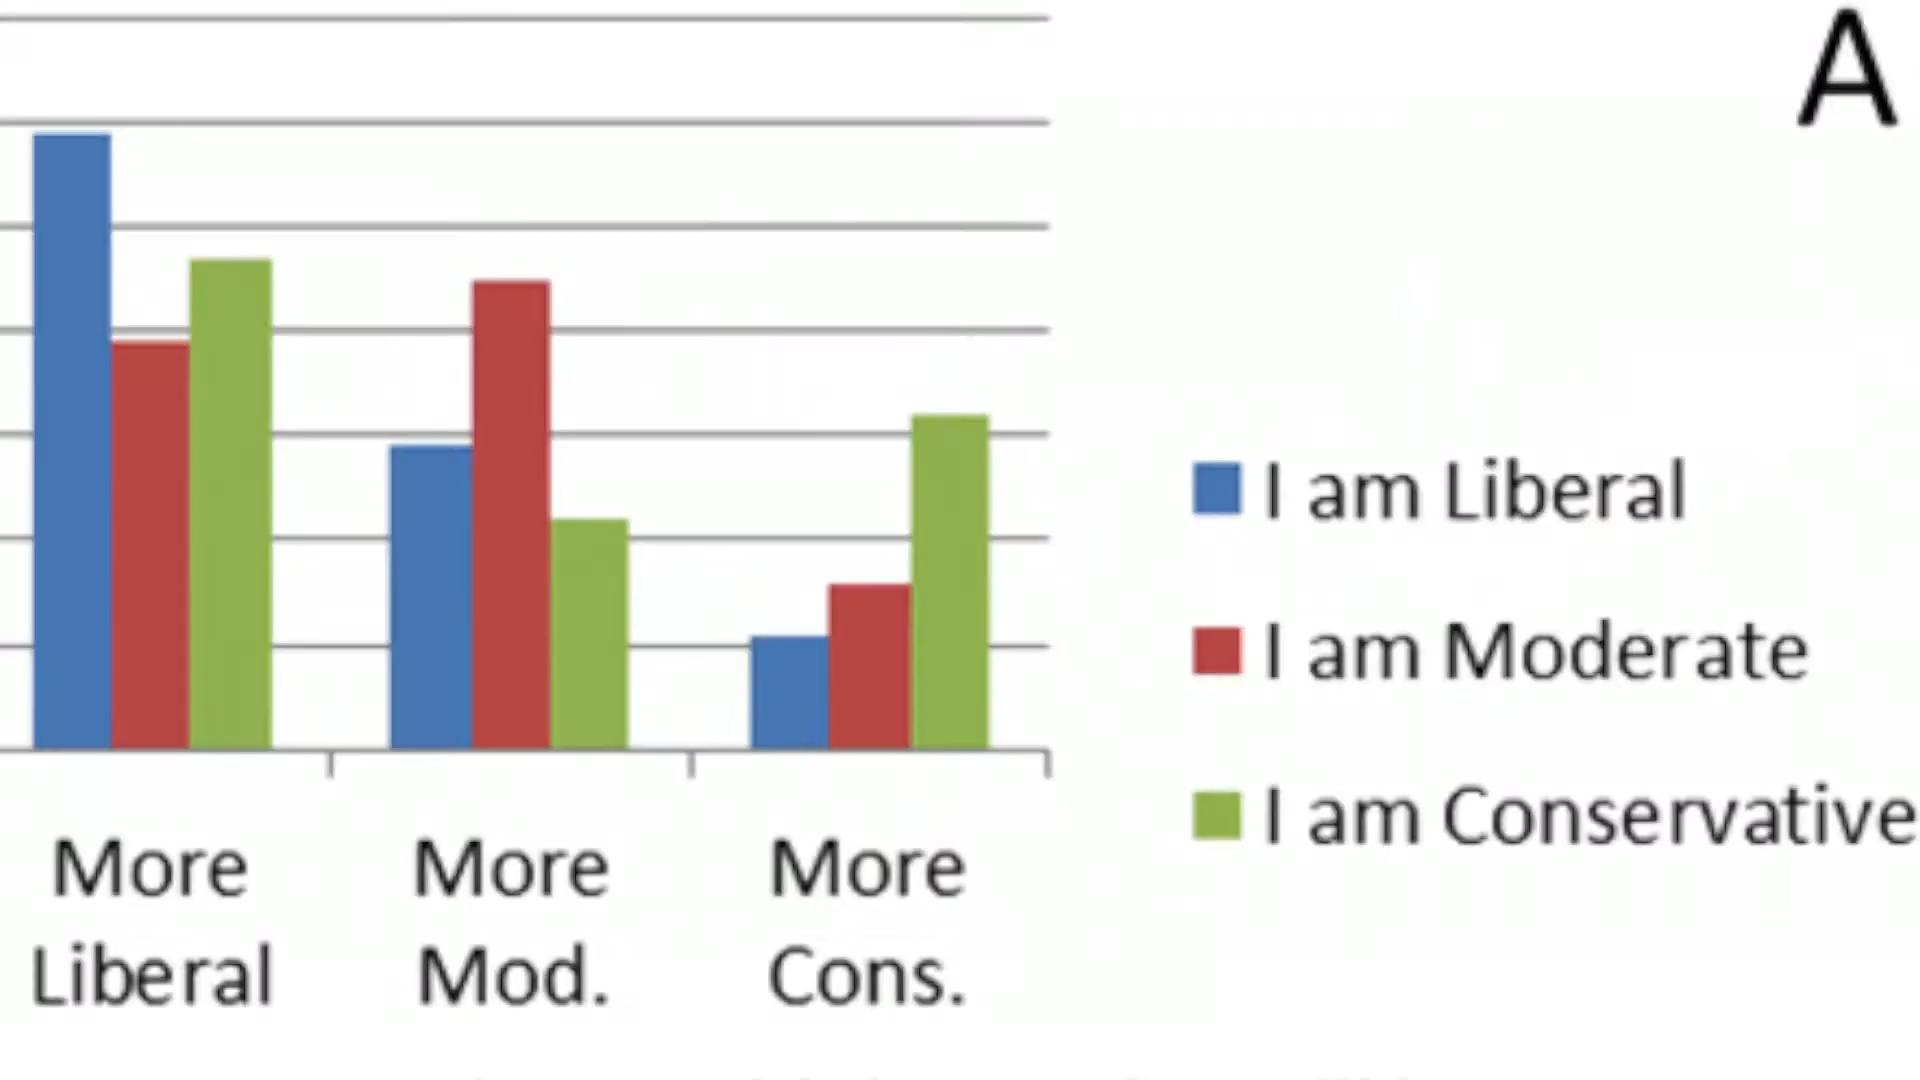 A
I am Liberal
I am Moderate
I am Conservative
More More More
Liberal Mod. Cons.